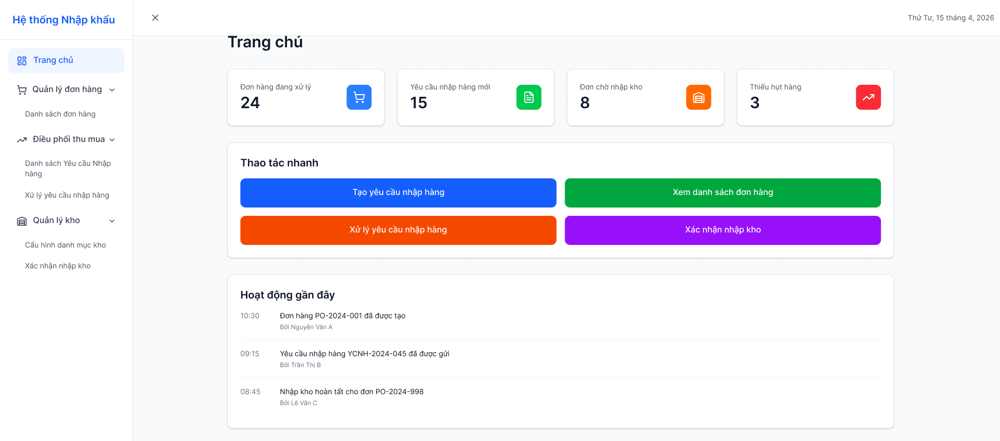 Hệ thống Nhập khẩu
Trang chủ
Quản lý đơn hàng
Danh sách đơn hàng
Điều phối thu mua
Danh sách Yêu cầu Nhập
hàng
Xử lý yêu cầu nhập hàng
Quản lý kho
Cấu hình danh mục kho
Xác nhận nhập kho
Thứ Tư, 15 tháng 4, 2026
Trang chủ
Đơn hàng đang xử lý
24
Yêu cầu nhập hàng mới
15
Đơn chờ nhập kho
8
Thiếu hụt hàng
3
Thao tác nhanh
Tạo yêu cầu nhập hàng
Xem danh sách đơn hàng
Xử lý yêu cầu nhập hàng
Xác nhận nhập kho
Hoạt động gần đây
10:30 Đơn hàng PO-2024-001 đã được tạo
Bởi Nguyễn Văn A
09:15 Yêu cầu nhập hàng YCNH-2024-045 đã được gửi
Bởi Trần Thị B
08:45 Nhập kho hoàn tất cho đơn PO-2024-998
Bởi Lê Văn C